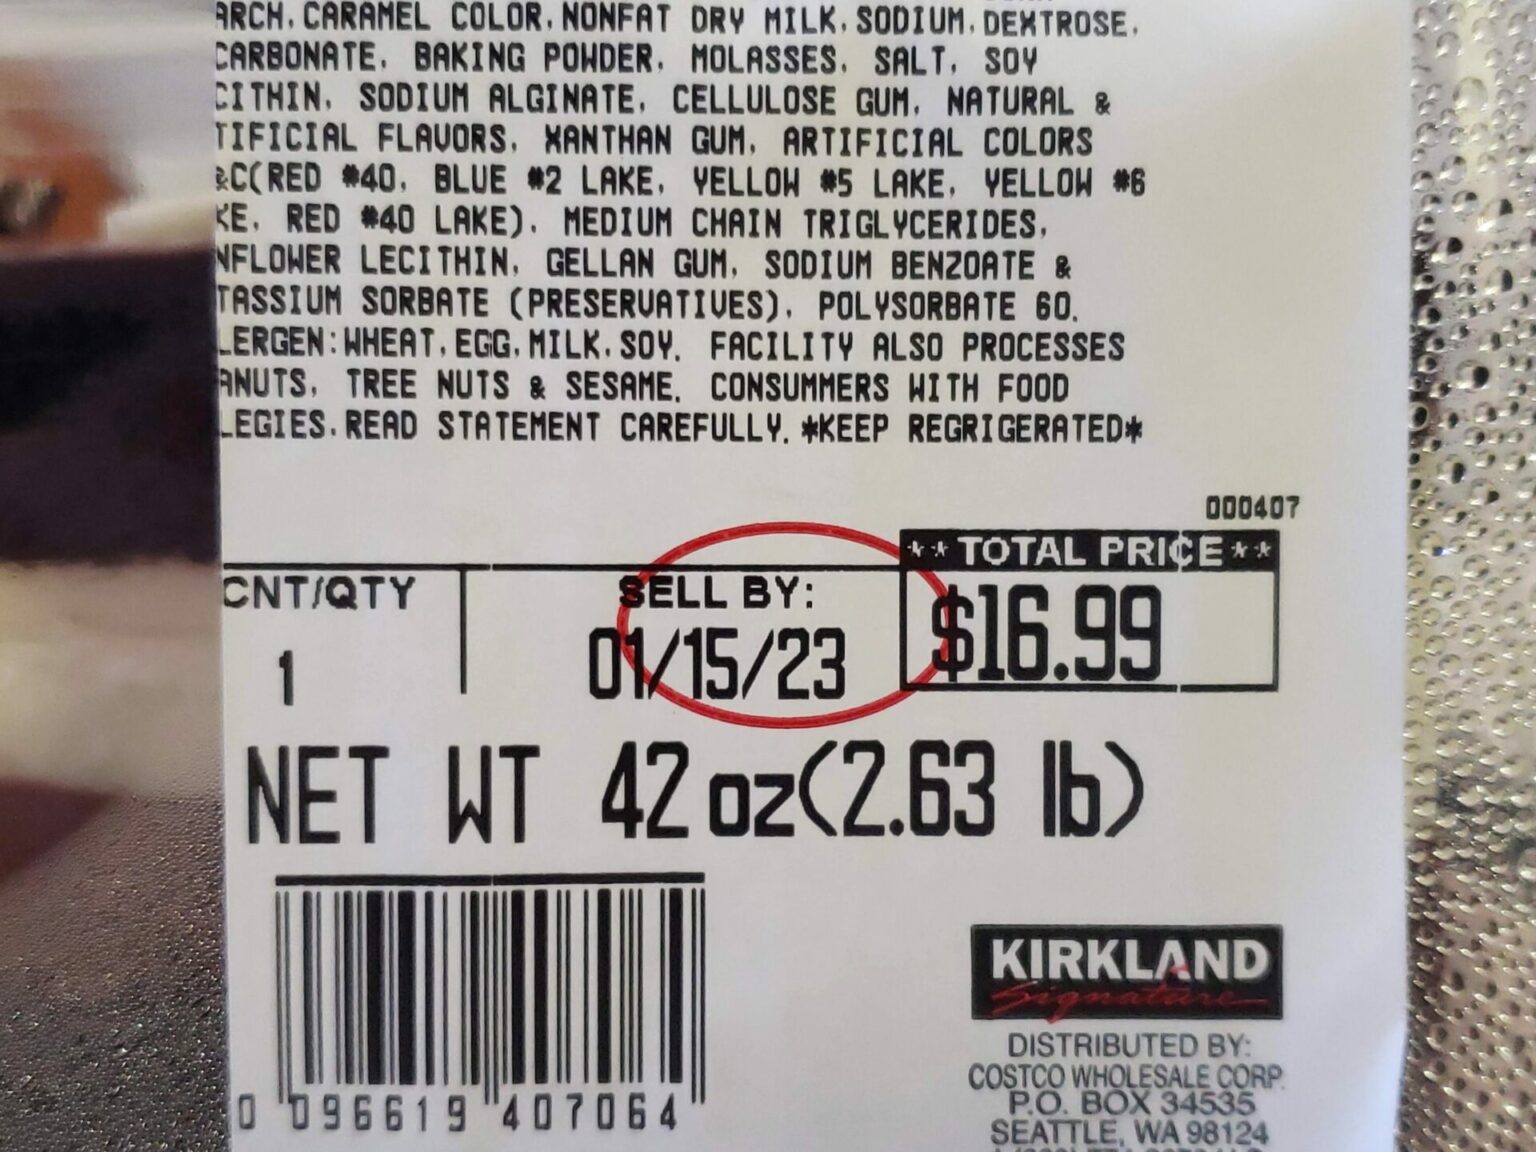 ARCH, CARAMEL COLOR, NONFAT DRY MILK, SODIUM, DEXTROSE,
CARBONATE, BAKING POWDER, MOLASSES, SALT, SOY
CITHIN, SODIUM ALGINATE, CELLULOSE GUM, NATURAL &
TIFICIAL FLAVORS, XANTHAN GUM, ARTIFICIAL COLORS
&C(RED #40, BLUE #2 LAKE, YELLOW #5 LAKE, YELLOW #6
KE, RED #40 LAKE), MEDIUM CHAIN TRIGLYCERIDES,
NFLOWER LECITHIN, GELLAN GUM, SODIUM BENZOATE &
TASSIUM SORBATE (PRESERVATIVES), POLYSORBATE 60.
LERGEN:WHEAT,EGG,MILK,SOY. FACILITY ALSO PROCESSES
ANUTS, TREE NUTS & SESAME. CONSUMMERS WITH FOOD
LEGIES,READ STATEMENT CAREFULLY. *KEEP REGRIGERATED*
000407
CNT/QTY
1
SELL BY:
01/15/23
**TOTAL PRICE**
$16.99
NET WT 42 oz(2.63 lb)
0 096619 407064
KIRKLAND
Signature
DISTRIBUTED BY:
COSTCO WHOLESALE CORP.
P.O. BOX 34535
SEATTLE, WA 98124